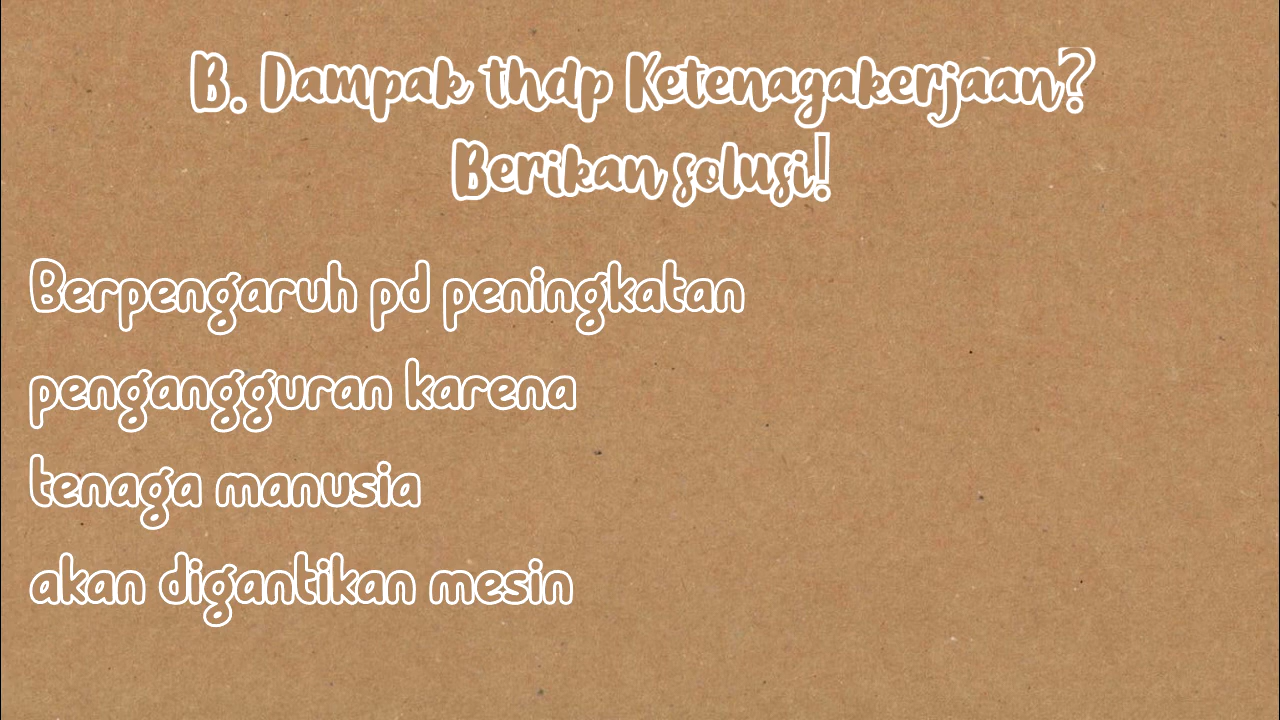 B. Dampak thdp Ketenagakerjaan?
Berikan solusi!
Berpengaruh pd peningkatan
pengangguran karena
tenaga manusia
akan digantikan mesin